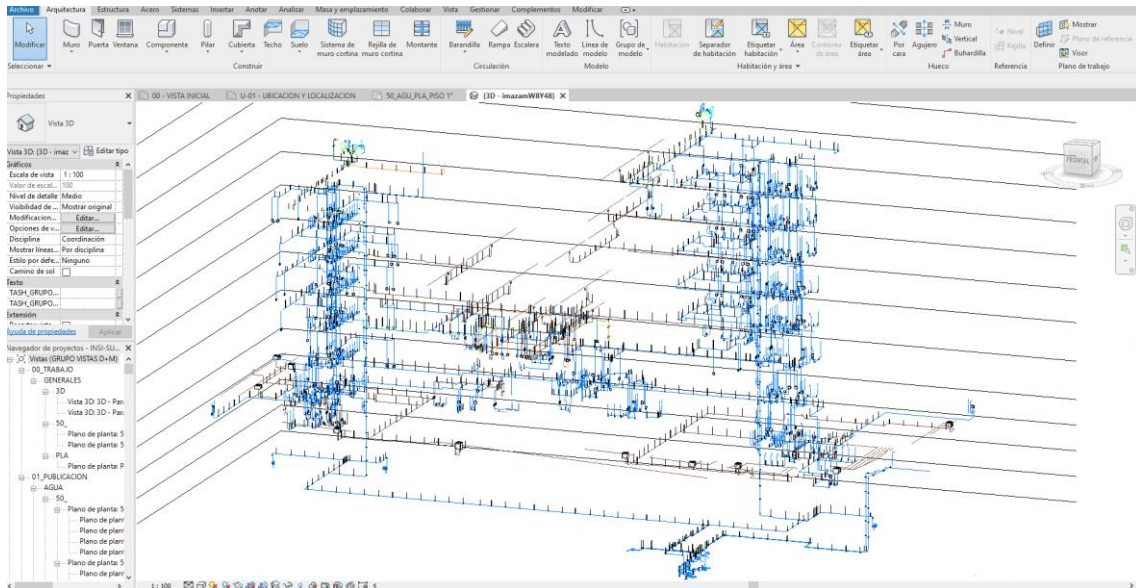 Archivo Arquitectura Estructura Acero Sistemas Insertar Anotar Analizar Masa y emplazamiento Colaborar Vista Gestionar Complementos Modificar
Modificar Muro Puerta Ventana Componente Pilar Cubierta Techo Suelo Sistema de muro cortina Rejilla de muro cortina Montante Barandilla Rampa Escalera Texto modelado Línea de modelo Grupo de modelo Habitación Separador de habitación Etiquetar habitación Área Contorno de área Etiquetar área Por cara Agujero Muro Vertical Buhardilla Nivel Rejilla Definir Mostrar Plano de referencia Visor
Seleccionar Construir Circulación Modelo Habitación y área Hueco Referencia Plano de trabajo
Propiedades
00 - VISTA INICIAL
U-01 - UBICACION Y LOCALIZACION
50_AGU_PLA_PISO 1°
(3D - imazamW8Y48)
Vista 3D
Vista 3D: (3D - imaz
Editar tipo
Gráficos
Escala de vista 1 : 100
Valor de escal... 100
Nivel de detalle Medio
Visibilidad de ... Mostrar original
Modificacion... Editar...
Opciones de v... Editar...
Disciplina Coordinación
Mostrar líneas... Por disciplina
Estilo por defe... Ninguno
Camino de sol
Texto
TASH_GRUPO...
TASH_GRUPO...
Extensión
Ayuda de propiedades Aplicar
Navegador de proyectos - INSI-SU...
Vistas (GRUPO VISTAS D+M)
00_TRABAJO
GENERALES
3D
Vista 3D: 3D - Par
Vista 3D: 3D - Par
50_
Plano de planta: 5
Plano de planta: 5
PLA
Plano de planta: P
01_PUBLICACION
AGUA
50_
Plano de planta: 5
Plano de plant
Plano de plant
Plano de plant
Plano de plant
Plano de planta: 5
Plano de plant
FRONTAL
1 : 100